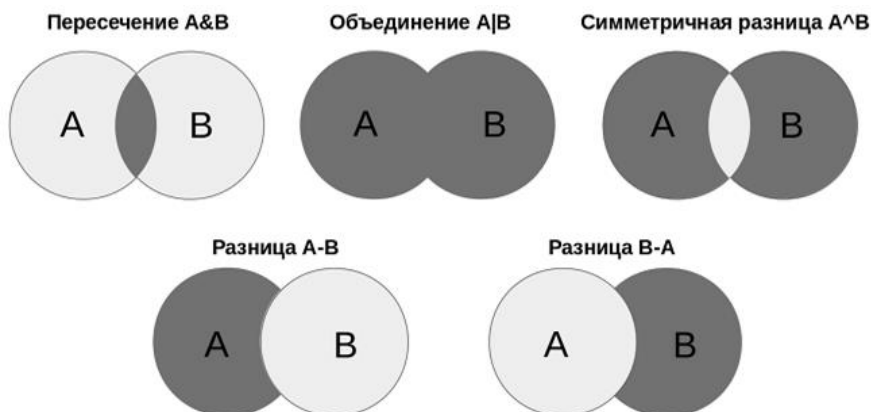 Пересечение A&B
Объединение A|B
Симметричная разница A^B
A
B
A
B
A
B
Разница A-B
Разница B-A
A
B
A
B